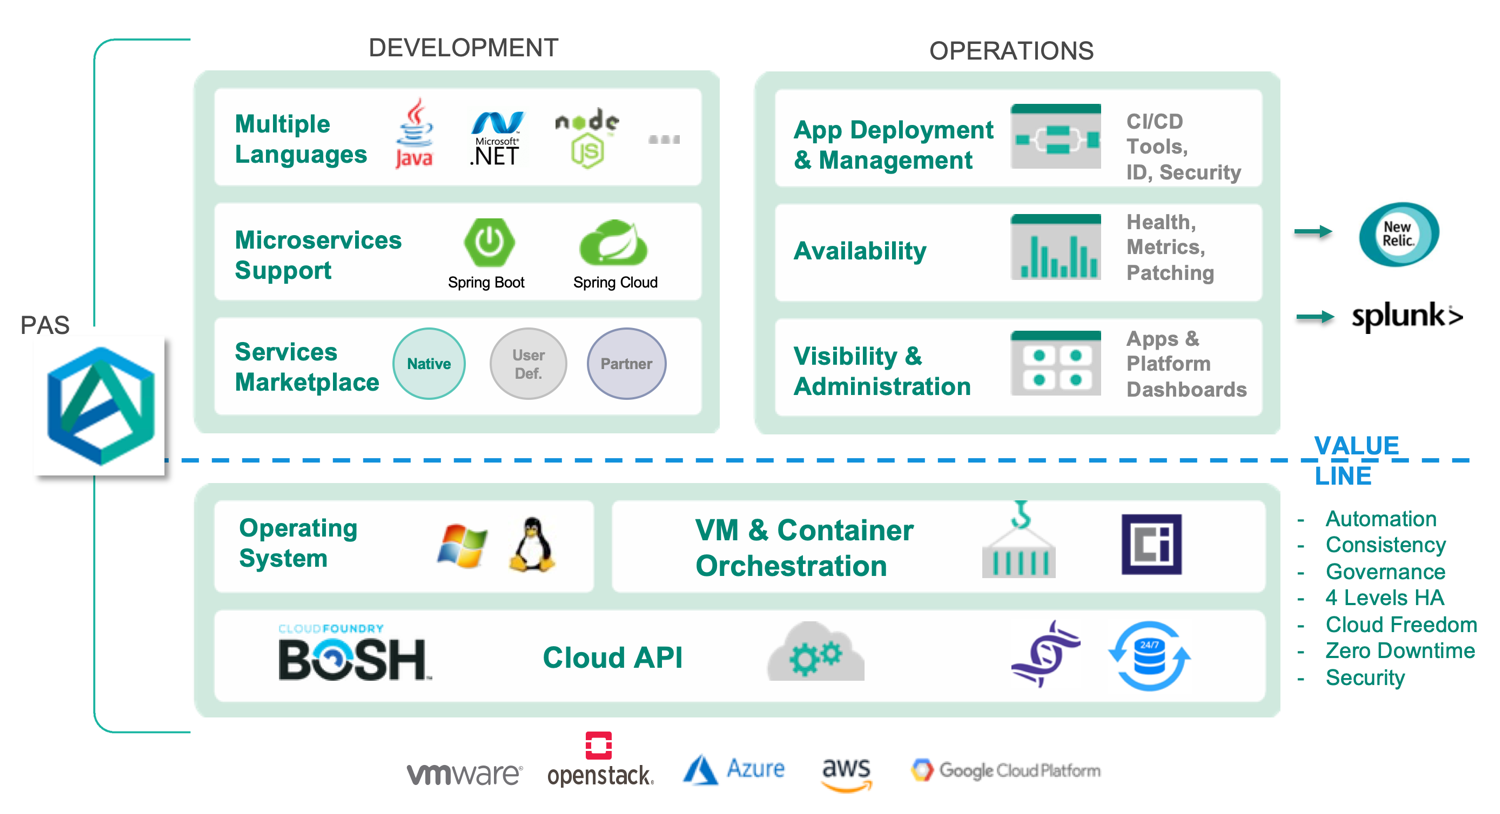 DEVELOPMENT
OPERATIONS
PAS
Multiple
Languages
Java
Microsoft®
.NET
node
JS
App Deployment
& Management
CI/CD
Tools,
ID, Security
Microservices
Support
Spring Boot
Spring Cloud
Availability
Health,
Metrics,
Patching
New
Relic.
splunk>
Services
Marketplace
Native
User
Def.
Partner
Visibility &
Administration
Apps &
Platform
Dashboards
VALUE
LINE
Operating
System
VM & Container
Orchestration
Ci
- Automation
- Consistency
- Governance
- 4 Levels HA
- Cloud Freedom
- Zero Downtime
- Security
CLOUDFOUNDRY
BOSH™
Cloud API
24/7
vmware®
openstack.
Azure
aws
Google Cloud Platform